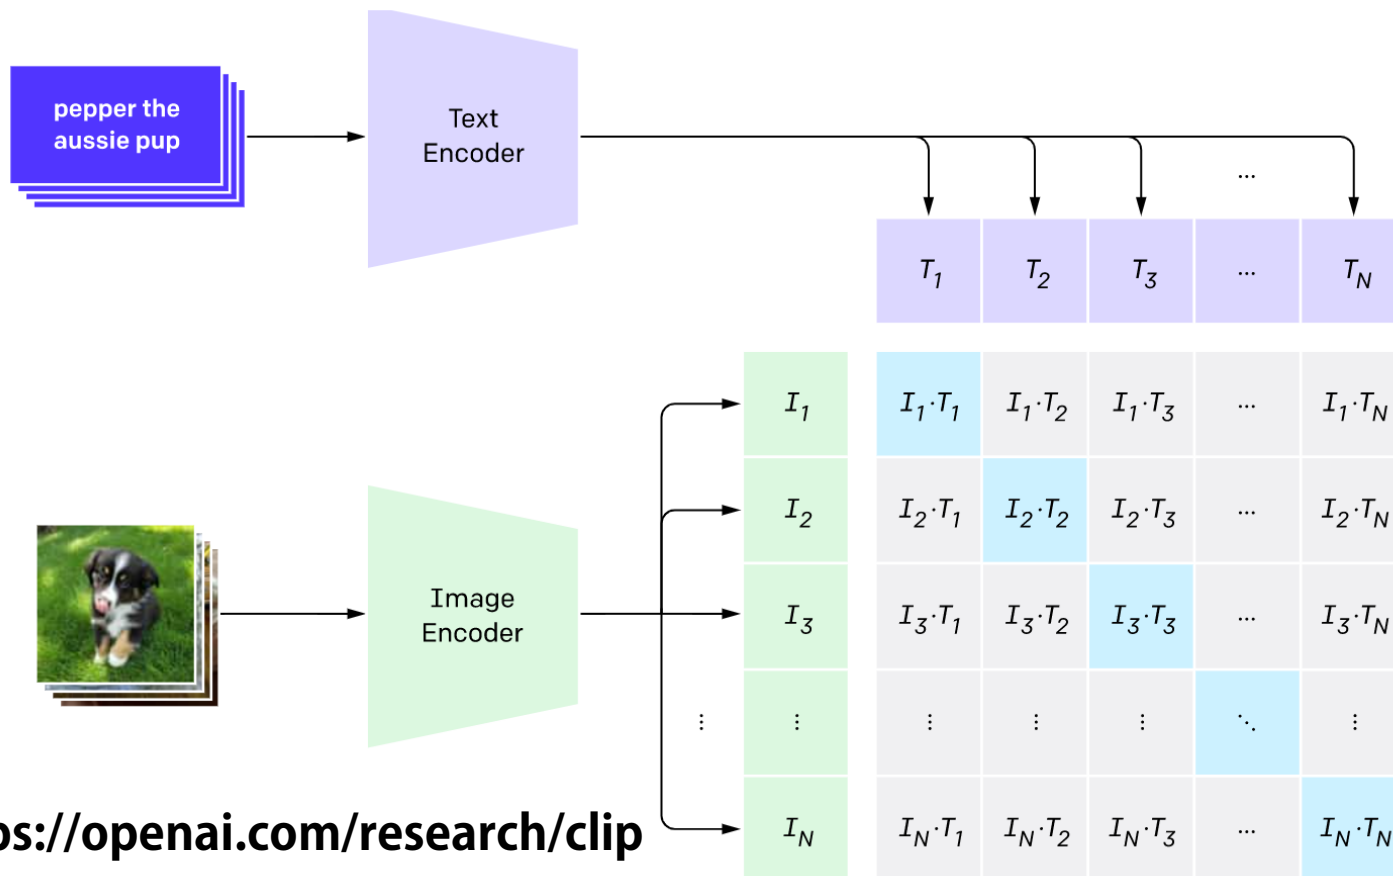 pepper the
aussie pup
Text
Encoder
...
T1 T2 T3 ... TN
I1 I1·T1 I1·T2 I1·T3 ... I1·TN
I2 I2·T1 I2·T2 I2·T3 ... I2·TN
Image
Encoder
I3 I3·T1 I3·T2 I3·T3 ... I3·TN
⋮ ⋮ ⋮ ⋮ ⋮ ⋱ ⋮
IN IN·T1 IN·T2 IN·T3 ... IN·TN
ps://openai.com/research/clip